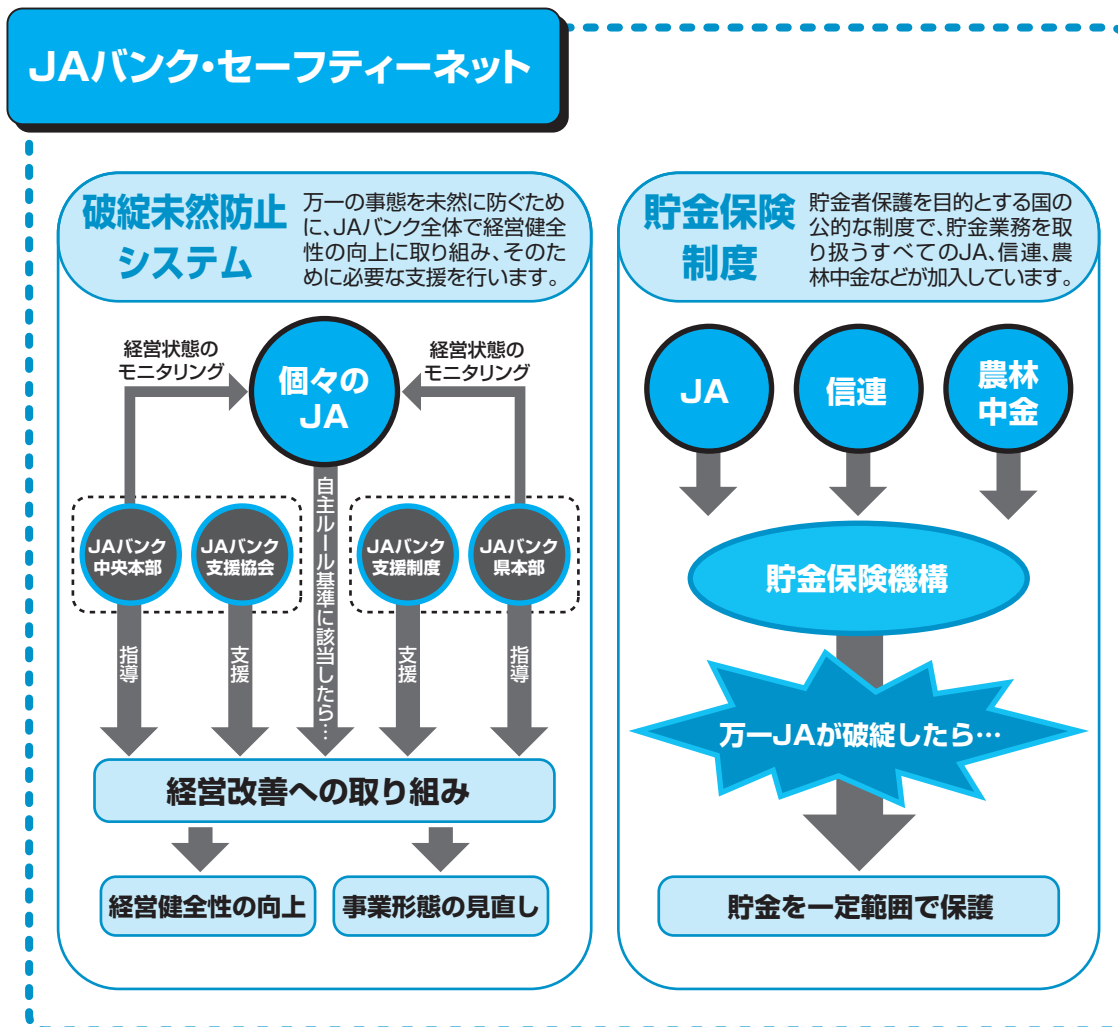 JAバンク・セーフティーネット
破綻未然防止
システム
万一の事態を未然に防ぐため
に、JAバンク全体で経営健全
性の向上に取り組み、そのた
めに必要な支援を行います。
経営状態の
モニタリング
個々の
JA
経営状態の
モニタリング
JAバンク
中央本部
JAバンク
支援協会
自主ルール基準に該当したら…
JAバンク
支援制度
JAバンク
県本部
指導
支援
支援
指導
経営改善への取り組み
経営健全性の向上
事業形態の見直し
貯金保険
制度
貯金者保護を目的とする国の
公的な制度で、貯金業務を取
り扱うすべてのJA、信連、農
林中金などが加入しています。
JA
信連
農林
中金
貯金保険機構
万一JAが破綻したら…
貯金を一定範囲で保護